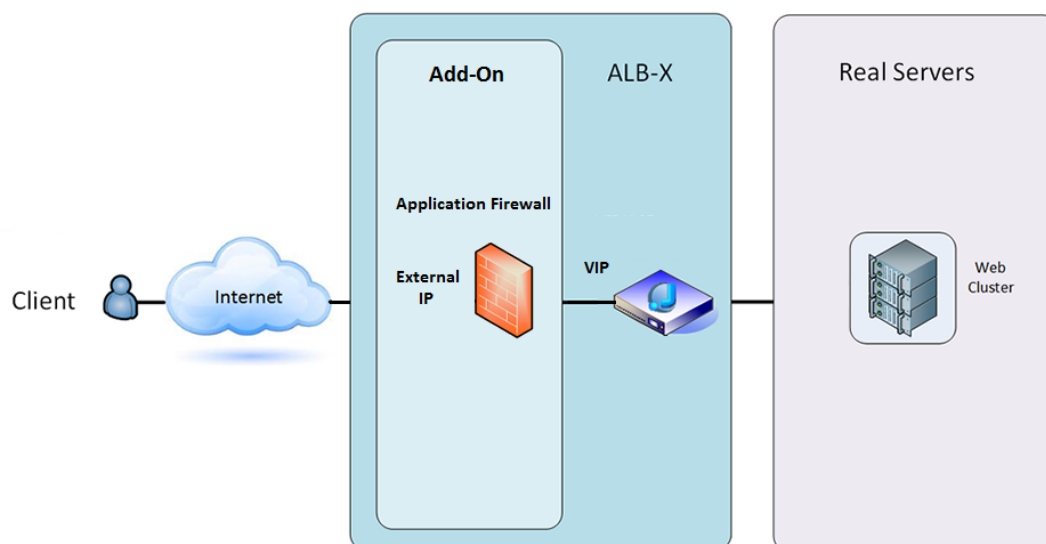 Add-On
ALB-X
Real Servers
Application Firewall
External
IP
VIP
Web
Cluster
Client
Internet